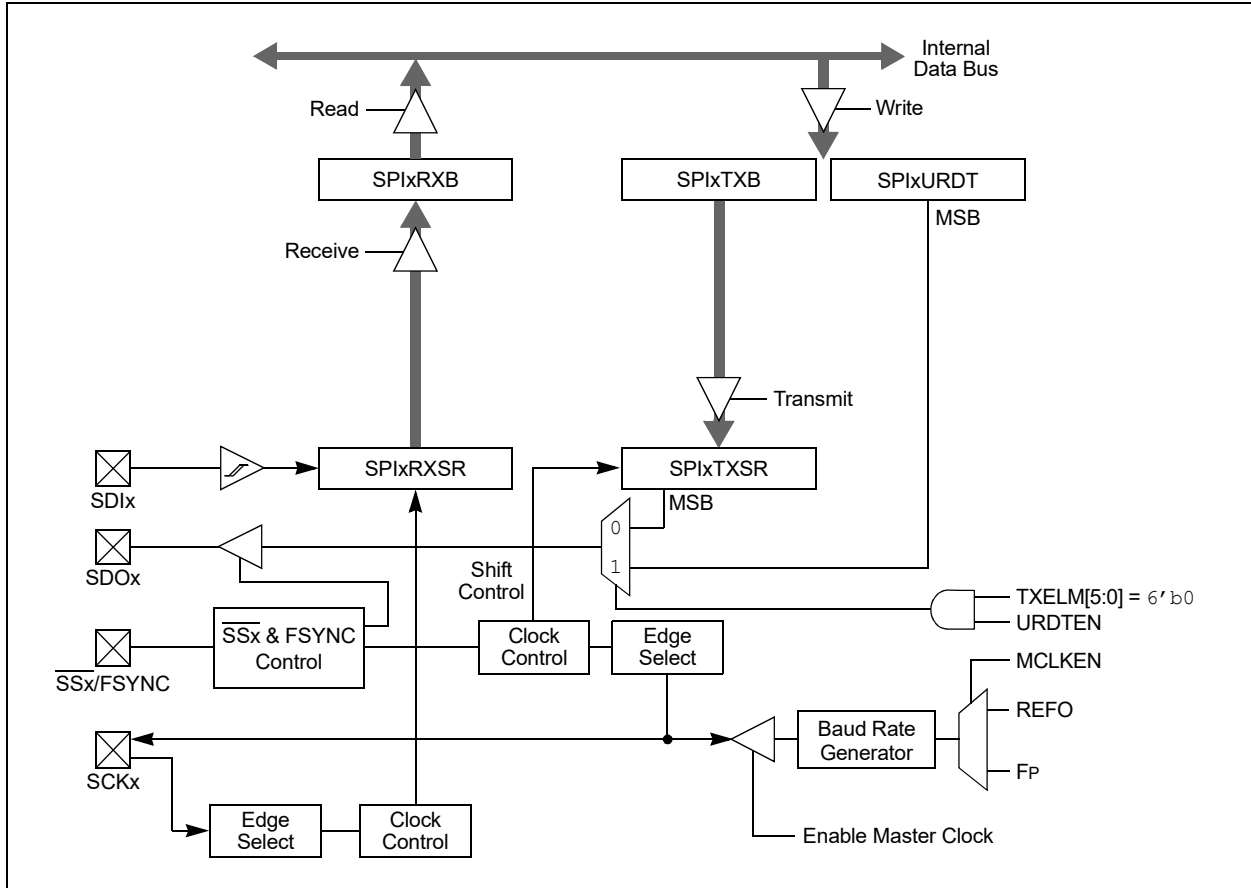 Internal
Data Bus
Read
Write
SPIxRXB
SPIxTXB
SPIxURDT
MSB
Receive
Transmit
SPIxRXSR
SPIxTXSR
SDIx
MSB
0
SDOx
1
Shift
Control
TXELM[5:0] = 6'b0
URDTEN
SSx & FSYNC
Control
Clock
Control
Edge
Select
SSx/FSYNC
MCLKEN
REFO
Baud Rate
Generator
FP
SCKx
Edge
Select
Clock
Control
Enable Master Clock